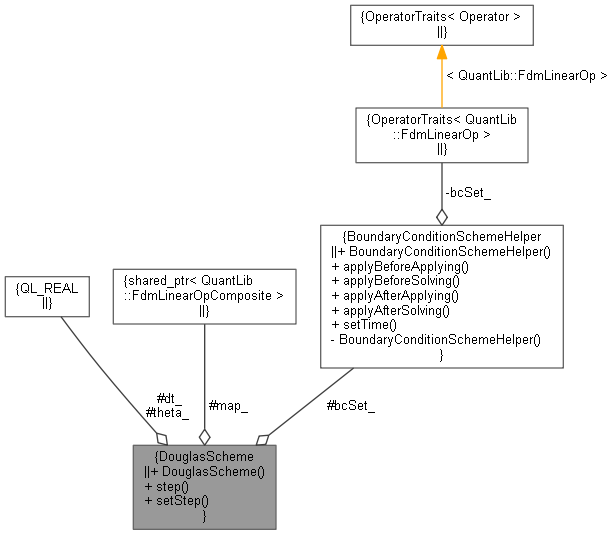 {OperatorTraits< Operator >
||}
< QuantLib::FdmLinearOp >
{OperatorTraits< QuantLib
::FdmLinearOp >
||}
-bcSet_
{BoundaryConditionSchemeHelper
||+ BoundaryConditionSchemeHelper()
+ applyBeforeApplying()
+ applyBeforeSolving()
+ applyAfterApplying()
+ applyAfterSolving()
+ setTime()
- BoundaryConditionSchemeHelper()
}
{QL_REAL
||}
{shared_ptr< QuantLib
::FdmLinearOpComposite >
||}
#dt_
#theta_
#map_
#bcSet_
{DouglasScheme
||+ DouglasScheme()
+ step()
+ setStep()
}